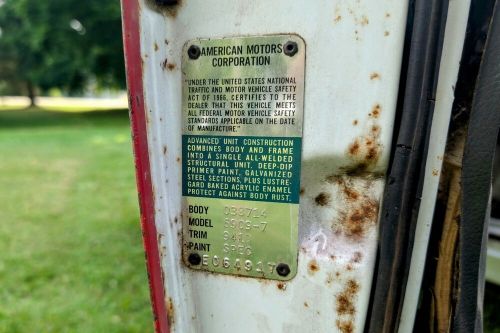 AMERICAN MOTORS
CORPORATION
"UNDER THE UNITED STATES NATIONAL
TRAFFIC AND MOTOR VEHICLE SAFETY
ACT OF 1966, CERTIFIES TO THE
DEALER THAT THIS VEHICLE MEETS
ALL FEDERAL MOTOR VEHICLE SAFETY
STANDARDS APPLICABLE ON THE DATE
OF MANUFACTURE."
ADVANCED UNIT CONSTRUCTION
COMBINES BODY AND FRAME
INTO A SINGLE ALL-WELDED
STRUCTURAL UNIT, DEEP-DIP
PRIMER PAINT, GALVANIZED
STEEL SECTIONS, PLUS LUSTRE-
GARD BAKED ACRYLIC ENAMEL
PROTECT AGAINST BODY RUST.
BODY
MODEL
TRIM
PAINT SPEC
E064917